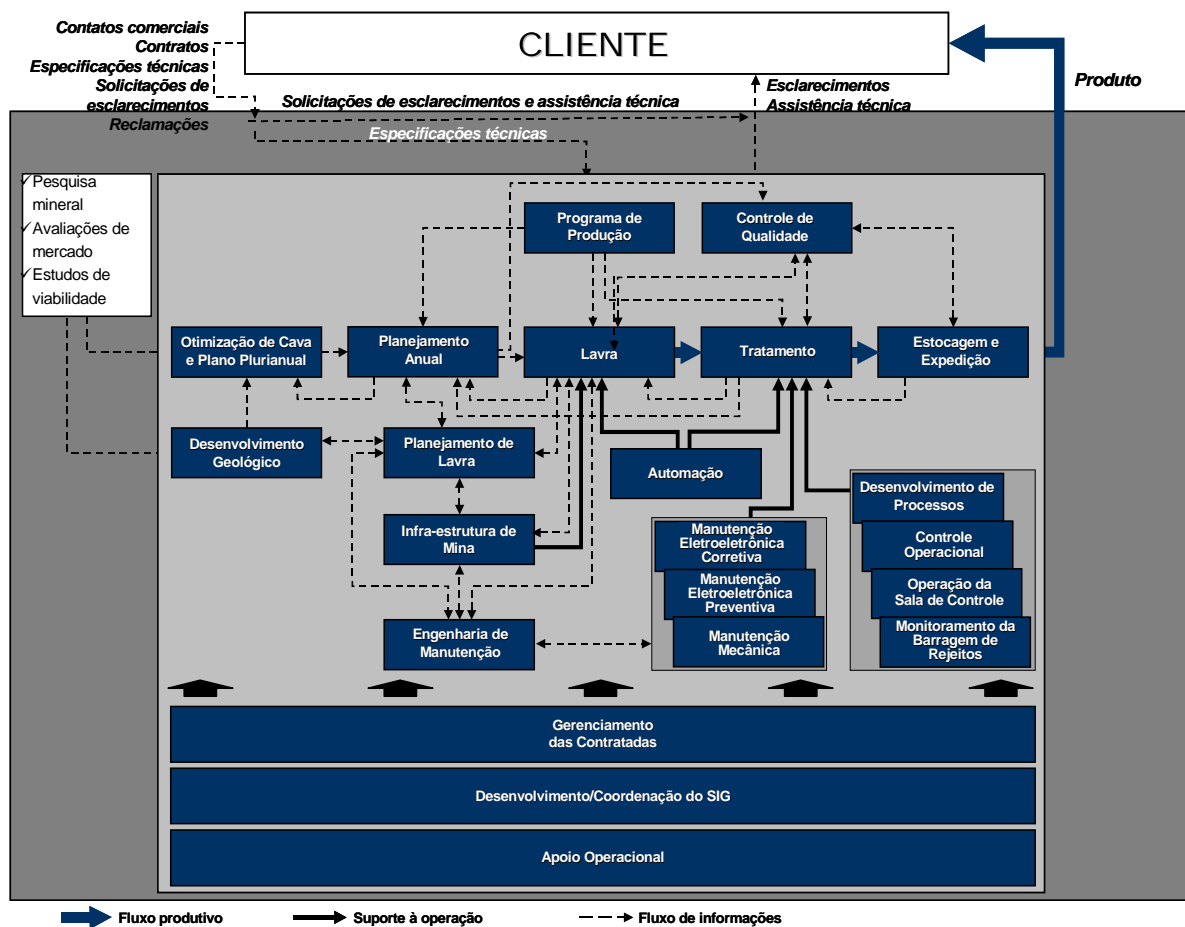 Contatos comerciais
Contratos
Especificações técnicas
Solicitações de
esclarecimentos
Reclamações
CLIENTE
Produto
Esclarecimentos
Assistência técnica
Solicitações de esclarecimentos e assistência técnica
Especificações técnicas
✓Pesquisa
mineral
✓Avaliações de
mercado
✓Estudos de
viabilidade
Programa de
Produção
Controle de
Qualidade
Otimização de Cava
e Plano Plurianual
Planejamento
Anual
Lavra
Tratamento
Estocagem e
Expedição
Desenvolvimento
Geológico
Planejamento de
Lavra
Automação
Infra-estrutura de
Mina
Engenharia de
Manutenção
Manutenção
Eletroeletrônica
Corretiva
Manutenção
Eletroeletrônica
Preventiva
Manutenção
Mecânica
Desenvolvimento de
Processos
Controle
Operacional
Operação da
Sala de Controle
Monitoramento da
Barragem de
Rejeitos
Gerenciamento
das Contratadas
Desenvolvimento/Coordenação do SIG
Apoio Operacional
Fluxo produtivo
Suporte à operação
Fluxo de informações